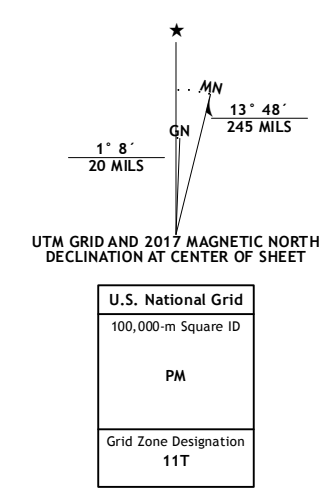 ★
MN
13° 48´
245 MILS
GN
1° 8´
20 MILS
UTM GRID AND 2017 MAGNETIC NORTH
DECLINATION AT CENTER OF SHEET
U.S. National Grid
100,000-m Square ID
PM
Grid Zone Designation
11T